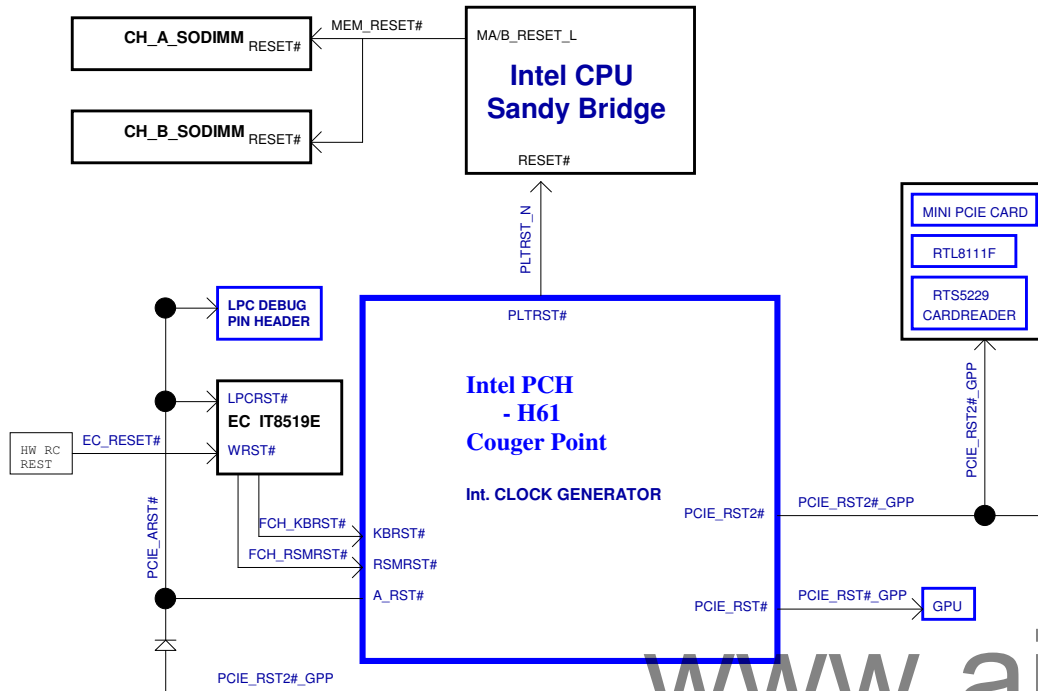 CH_A_SODIMM RESET#
MEM_RESET#
CH_B_SODIMM RESET#
MA/B_RESET_L
Intel CPU
Sandy Bridge
RESET#
PLTRST_N
MINI PCIE CARD
RTL8111F
RTS5229
CARDREADER
PCIE_RST2#_GPP
LPC DEBUG
PIN HEADER
LPCRST#
EC IT8519E
WRST#
HW RC
REST
EC_RESET#
PCIE_ARST#
FCH_KBRST#
FCH_RSMRST#
PLTRST#
Intel PCH
- H61
Couger Point
Int. CLOCK GENERATOR
KBRST#
RSMRST#
A_RST#
PCIE_RST2#
PCIE_RST2#_GPP
PCIE_RST#
PCIE_RST#_GPP
GPU
PCIE_RST2#_GPP
www.ai